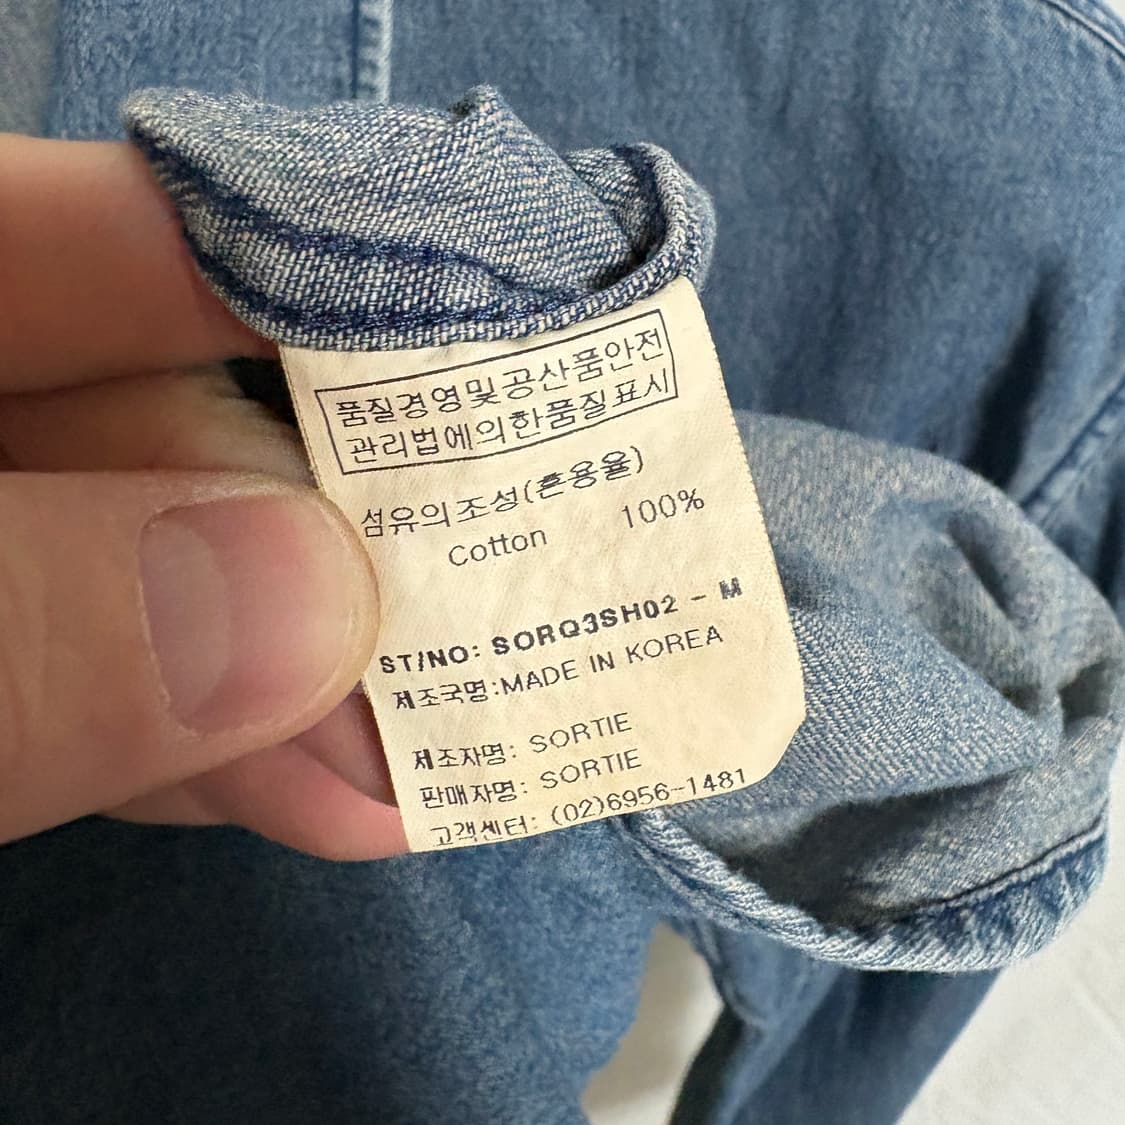 품질경영및공산품안전
관리법에의한품질표시
섬유의조성(혼용율)
Cotton 100%
ST/NO: SORQ3SH02 - M
제조국명:MADE IN KOREA
제조자명: SORTIE
판매자명: SORTIE
고객센터: (02)6956-1481